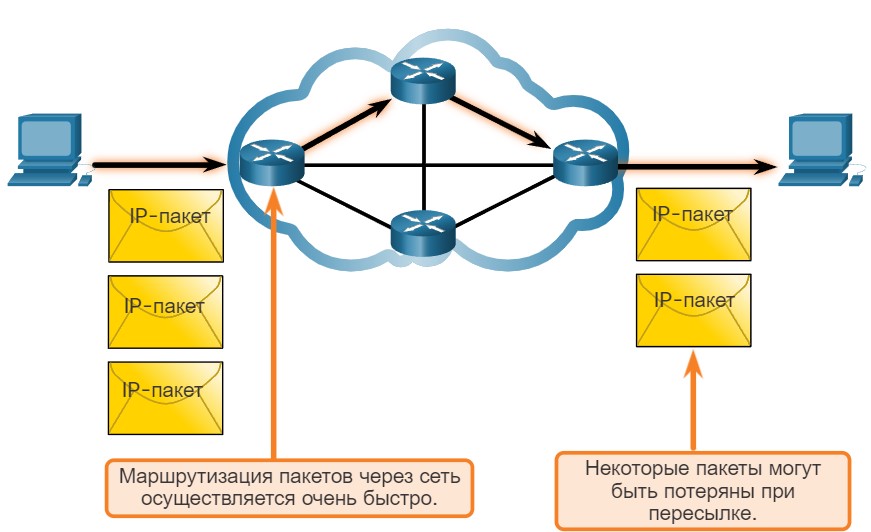 IP-пакет
IP-пакет
IP-пакет
IP-пакет
IP-пакет
Маршрутизация пакетов через сеть
осуществляется очень быстро.
Некоторые пакеты могут
быть потеряны при
пересылке.